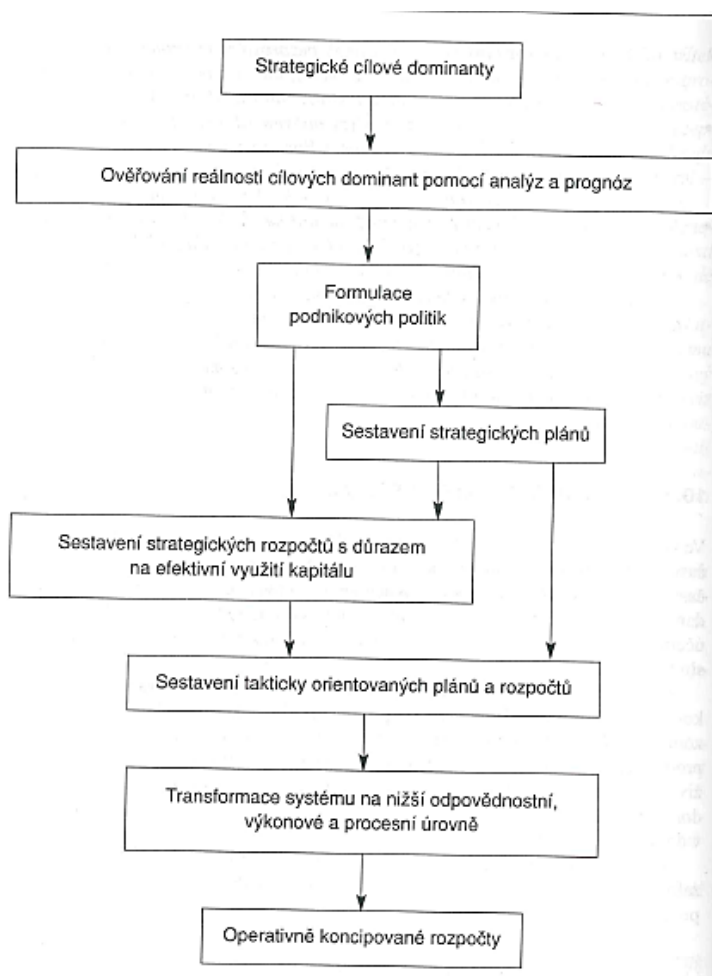 Strategické cílové dominanty
Ověřování reálnosti cílových dominant pomocí analýz a prognóz
Formulace
podnikových politik
Sestavení strategických plánů
Sestavení strategických rozpočtů s důrazem
na efektivní využití kapitálu
Sestavení takticky orientovaných plánů a rozpočtů
Transformace systému na nižší odpovědnostní,
výkonové a procesní úrovně
Operativně koncipované rozpočty